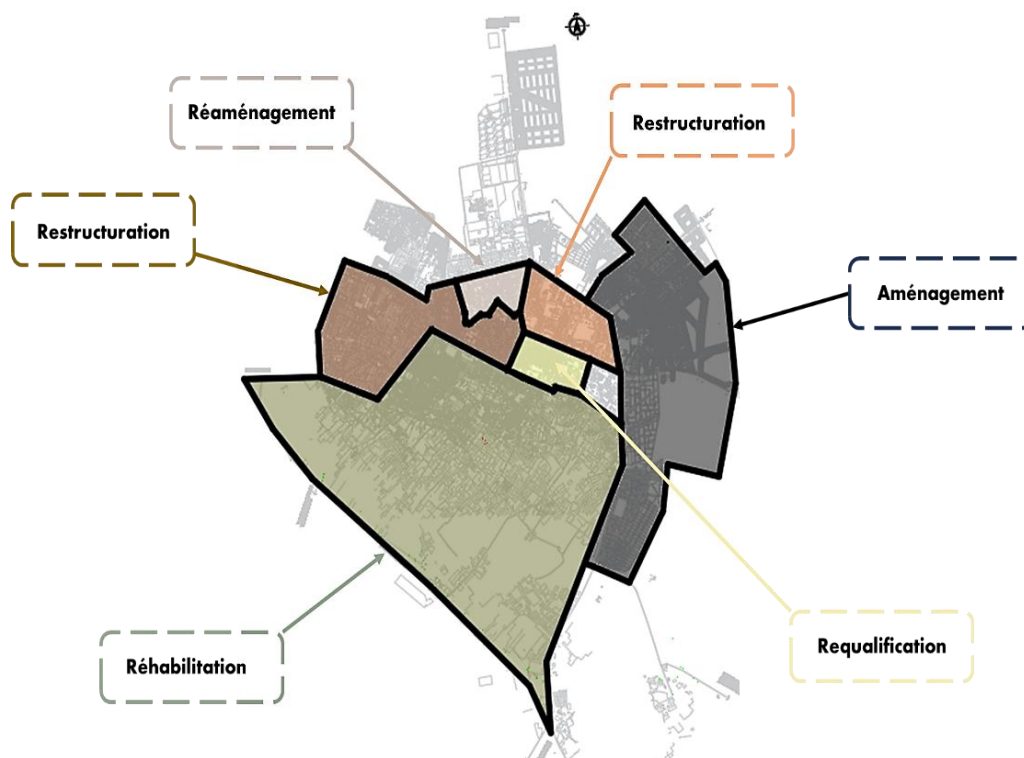 Réaménagement
Restructuration
Restructuration
Aménagement
Réhabilitation
Requalification